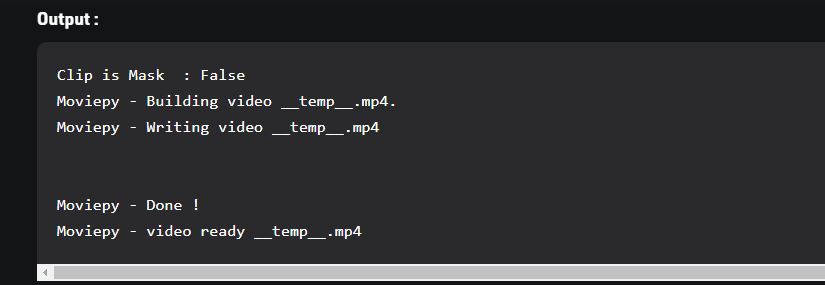 Output :
Clip is Mask  : False
Moviepy - Building video __temp__.mp4.
Moviepy - Writing video __temp__.mp4
Moviepy - Done !
Moviepy - video ready __temp__.mp4